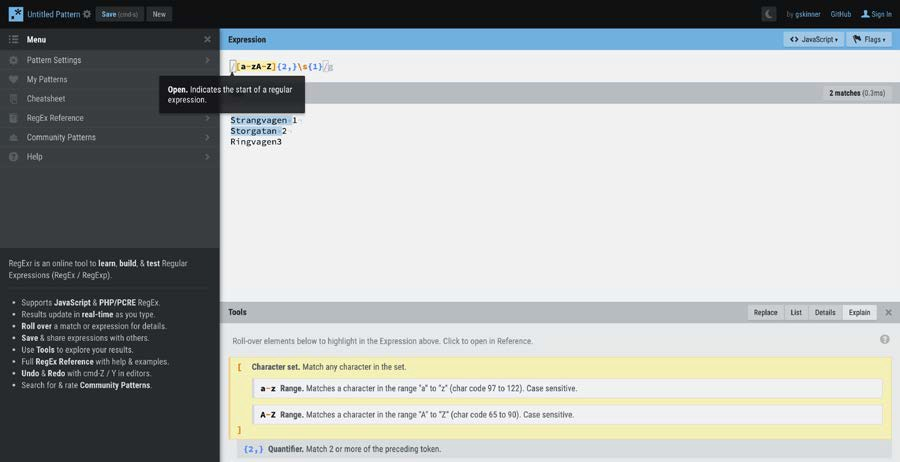 .* Untitled Pattern Save (cmd-s) New by gskinner GitHub Sign In
Menu
Pattern Settings
My Patterns
Cheatsheet
RegEx Reference
Community Patterns
Help
RegExr is an online tool to learn, build, & test Regular
Expressions (RegEx / RegExp).
Supports JavaScript & PHP/PCRE RegEx.
Results update in real-time as you type.
Roll over a match or expression for details.
Save & share expressions with others.
Use Tools to explore your results.
Full RegEx Reference with help & examples.
Undo & Redo with cmd-Z / Y in editors.
Search for & rate Community Patterns.
Expression <> JavaScript Flags
/[a-zA-Z]{2,}\s{1}/g
Open. Indicates the start of a regular
expression.
2 matches (0.3ms)
Strangvagen 1
Storgatan 2
Ringvagen3
Tools Replace List Details Explain
Roll-over elements below to highlight in the Expression above. Click to open in Reference.
[ Character set. Match any character in the set.
a-z Range. Matches a character in the range "a" to "z" (char code 97 to 122). Case sensitive.
A-Z Range. Matches a character in the range "A" to "Z" (char code 65 to 90). Case sensitive.
]
{2,} Quantifier. Match 2 or more of the preceding token.